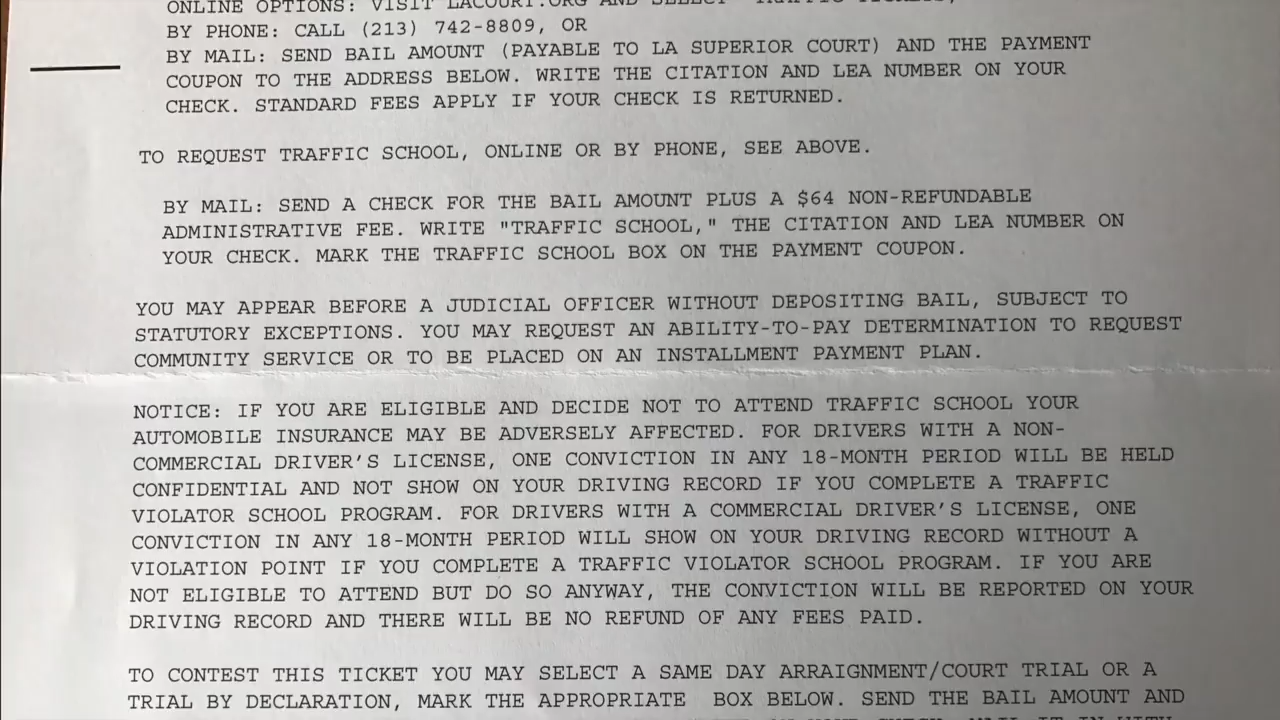 ONLINE OPTIONS: VISIT LACOURT.ORG AND SELECT "TRAFFIC TICKETS,"
BY PHONE: CALL (213) 742-8809, OR
BY MAIL: SEND BAIL AMOUNT (PAYABLE TO LA SUPERIOR COURT) AND THE PAYMENT
COUPON TO THE ADDRESS BELOW. WRITE THE CITATION AND LEA NUMBER ON YOUR
CHECK. STANDARD FEES APPLY IF YOUR CHECK IS RETURNED.
TO REQUEST TRAFFIC SCHOOL, ONLINE OR BY PHONE, SEE ABOVE.
BY MAIL: SEND A CHECK FOR THE BAIL AMOUNT PLUS A $64 NON-REFUNDABLE
ADMINISTRATIVE FEE. WRITE "TRAFFIC SCHOOL," THE CITATION AND LEA NUMBER ON
YOUR CHECK. MARK THE TRAFFIC SCHOOL BOX ON THE PAYMENT COUPON.
YOU MAY APPEAR BEFORE A JUDICIAL OFFICER WITHOUT DEPOSITING BAIL, SUBJECT TO
STATUTORY EXCEPTIONS. YOU MAY REQUEST AN ABILITY-TO-PAY DETERMINATION TO REQUEST
COMMUNITY SERVICE OR TO BE PLACED ON AN INSTALLMENT PAYMENT PLAN.
NOTICE: IF YOU ARE ELIGIBLE AND DECIDE NOT TO ATTEND TRAFFIC SCHOOL YOUR
AUTOMOBILE INSURANCE MAY BE ADVERSELY AFFECTED. FOR DRIVERS WITH A NON-
COMMERCIAL DRIVER'S LICENSE, ONE CONVICTION IN ANY 18-MONTH PERIOD WILL BE HELD
CONFIDENTIAL AND NOT SHOW ON YOUR DRIVING RECORD IF YOU COMPLETE A TRAFFIC
VIOLATOR SCHOOL PROGRAM. FOR DRIVERS WITH A COMMERCIAL DRIVER'S LICENSE, ONE
CONVICTION IN ANY 18-MONTH PERIOD WILL SHOW ON YOUR DRIVING RECORD WITHOUT A
VIOLATION POINT IF YOU COMPLETE A TRAFFIC VIOLATOR SCHOOL PROGRAM. IF YOU ARE
NOT ELIGIBLE TO ATTEND BUT DO SO ANYWAY, THE CONVICTION WILL BE REPORTED ON YOUR
DRIVING RECORD AND THERE WILL BE NO REFUND OF ANY FEES PAID.
TO CONTEST THIS TICKET YOU MAY SELECT A SAME DAY ARRAIGNMENT/COURT TRIAL OR A
TRIAL BY DECLARATION, MARK THE APPROPRIATE BOX BELOW. SEND THE BAIL AMOUNT AND